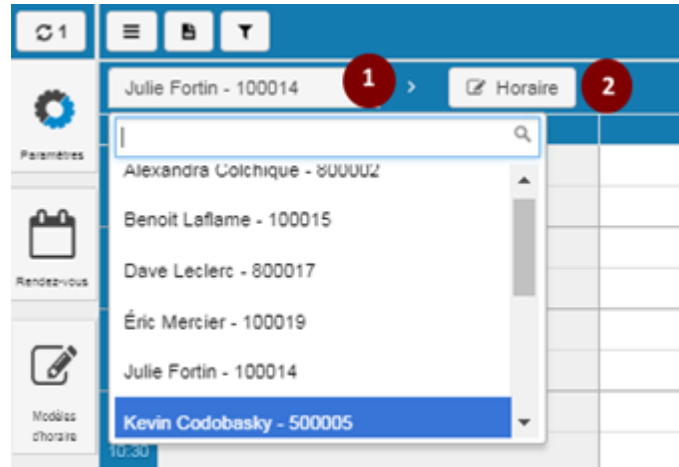 1
Julie Fortin - 100014
1
>
Horaire
2
Paramètres
Alexandra Colchique - 800002
Benoit Laflame - 100015
Rendez-vous
Dave Leclerc - 800017
Éric Mercier - 100019
Julie Fortin - 100014
Modèles
d'horaire
Kevin Codobasky - 500005
10:30